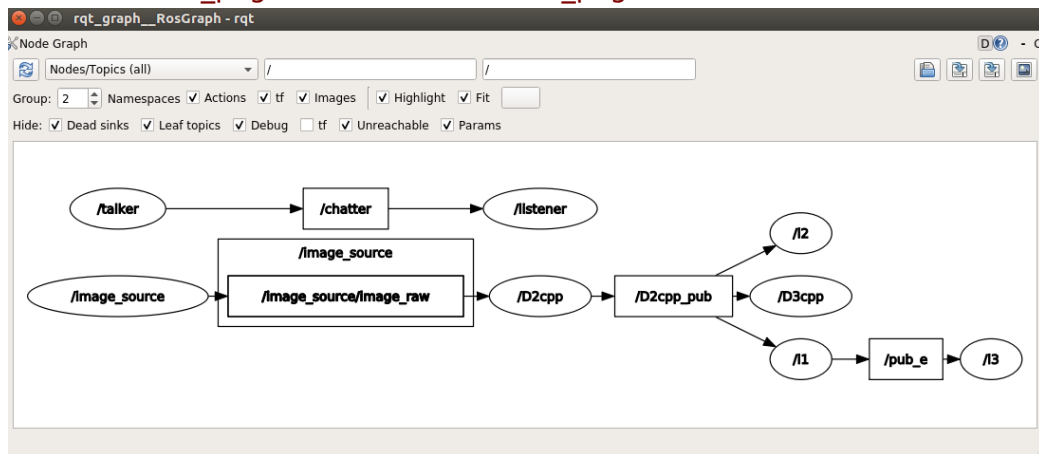 rqt_graph__RosGraph - rqt
Node Graph
D - C
Nodes/Topics (all) / /
Group: 2 Namespaces Actions tf Images Highlight Fit
Hide: Dead sinks Leaf topics Debug tf Unreachable Params
/talker /chatter /listener
/l2
/image_source
/image_source /image_source/image_raw /D2cpp /D2cpp_pub /D3cpp
/l1 /pub_e /l3